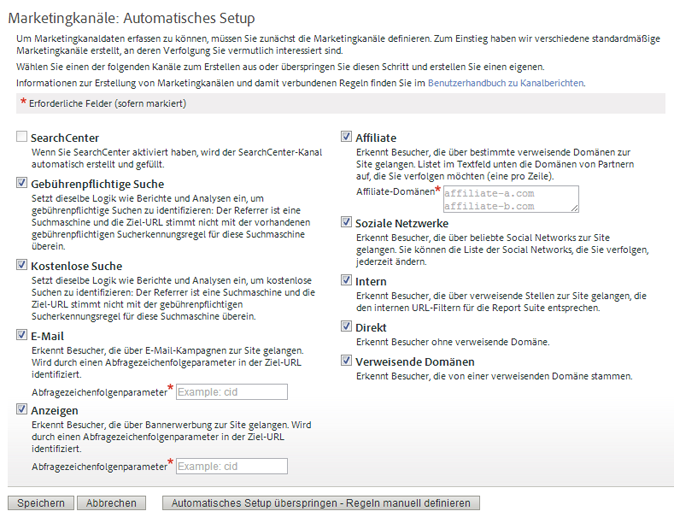 Marketingkanäle: Automatisches Setup
Um Marketingkanaldaten erfassen zu können, müssen Sie zunächst die Marketingkanäle definieren. Zum Einstieg haben wir verschiedene standardmäßige
Marketingkanäle erstellt, an deren Verfolgung Sie vermutlich interessiert sind.
Wählen Sie einen der folgenden Kanäle zum Erstellen aus oder überspringen Sie diesen Schritt und erstellen Sie einen eigenen.
Informationen zur Erstellung von Marketingkanälen und damit verbundenen Regeln finden Sie im Benutzerhandbuch zu Kanalberichten.
* Erforderliche Felder (sofern markiert)
SearchCenter
Wenn Sie SearchCenter aktiviert haben, wird der SearchCenter-Kanal
automatisch erstellt und gefüllt.
Gebührenpflichtige Suche
Setzt dieselbe Logik wie Berichte und Analysen ein, um
gebührenpflichtige Suchen zu identifizieren: Der Referrer ist eine
Suchmaschine und die Ziel-URL stimmt nicht mit der vorhandenen
gebührenpflichtigen Sucherkennungsregel für diese Suchmaschine
überein.
Kostenlose Suche
Setzt dieselbe Logik wie Berichte und Analysen ein, um kostenlose
Suchen zu identifizieren: Der Referrer ist eine Suchmaschine und die
Ziel-URL stimmt nicht mit der gebührenpflichtigen
Sucherkennungsregel für diese Suchmaschine überein.
E-Mail
Erkennt Besucher, die über E-Mail-Kampagnen zur Site gelangen.
Wird durch einen Abfragezeichenfolgeparameter in der Ziel-URL
identifiziert.
Abfragezeichenfolgenparameter* Example: cid
Anzeigen
Erkennt Besucher, die über Bannerwerbung zur Site gelangen. Wird
durch einen Abfragezeichenfolgenparameter in der Ziel-URL
identifiziert.
Abfragezeichenfolgenparameter* Example: cid
Affiliate
Erkennt Besucher, die über bestimmte verweisende Domänen zur
Site gelangen. Listet im Textfeld unten die Domänen von Partnern
auf, die Sie verfolgen möchten (eine pro Zeile).
Affiliate-Domänen* affiliate-a.com
affiliate-b.com
Soziale Netzwerke
Erkennt Besucher, die über beliebte Social Networks zur Site
gelangen. Sie können die Liste der Social Networks, die Sie verfolgen,
jederzeit ändern.
Intern
Erkennt Besucher, die über verweisende Stellen zur Site gelangen, die
den internen URL-Filtern für die Report Suite entsprechen.
Direkt
Erkennt Besucher ohne verweisende Domäne.
Verweisende Domänen
Erkennt Besucher, die von einer verweisenden Domäne stammen.
Speichern Abbrechen Automatisches Setup überspringen - Regeln manuell definieren